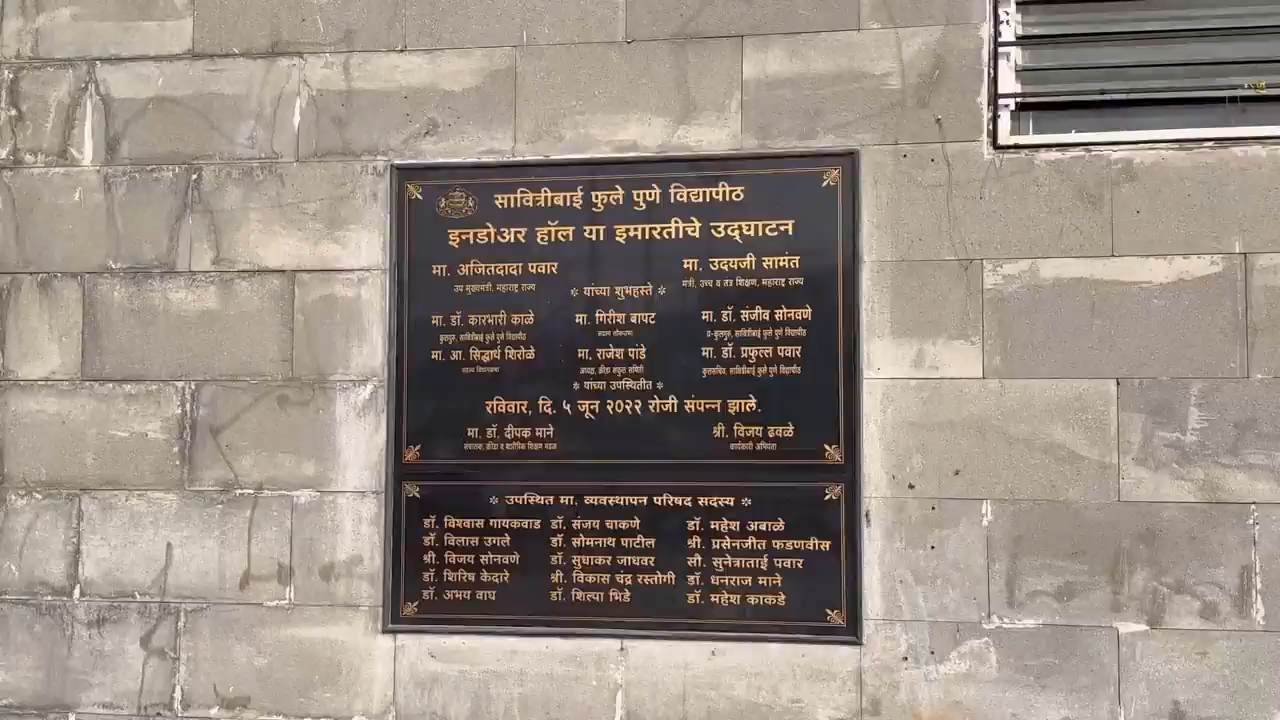 सावित्रीबाई फुले पुणे विद्यापीठ
इनडोअर हॉल या इमारतीचे उद्‌घाटन
मा. अजितदादा पवार मा. उदयजी सामंत
उप मुख्यमंत्री, महाराष्ट्र राज्य मंत्री, उच्च व तंत्र शिक्षण, महाराष्ट्र राज्य
* यांच्या शुभहस्ते *
मा. डॉ. कारभारी काळे मा. गिरीश बापट मा. डॉ. संजीव सोनवणे
कुलगुरू, सावित्रीबाई फुले पुणे विद्यापीठ सदस्य लोकसभा प्र-कुलगुरू, सावित्रीबाई फुले पुणे विद्यापीठ
मा. आ. सिद्धार्थ शिरोळे मा. राजेश पांडे मा. डॉ. प्रफुल्ल पवार
सदस्य विधानसभा अध्यक्ष, क्रीडा संकुल समिती कुलसचिव, सावित्रीबाई फुले पुणे विद्यापीठ
* यांच्या उपस्थितीत *
रविवार, दि. ५ जून २०२२ रोजी संपन्न झाले.
मा. डॉ. दीपक माने श्री. विजय ढवळे
संचालक, क्रीडा व शारीरिक शिक्षण मंडळ कार्यकारी अभियंता
* उपस्थित मा. व्यवस्थापन परिषद सदस्य *
डॉ. विश्वास गायकवाड डॉ. संजय चाकणे डॉ. महेश अबाळे
डॉ. विलास उगले डॉ. सोमनाथ पाटील श्री. प्रसेनजीत फडणवीस
श्री. विजय सोनवणे डॉ. सुधाकर जाधवर सौ. सुनेत्राताई पवार
डॉ. शिरिष केदारे श्री. विकास चंद्र रस्तोगी डॉ. धनराज माने
डॉ. अभय वाघ डॉ. शिल्पा भिडे डॉ. महेश काकडे